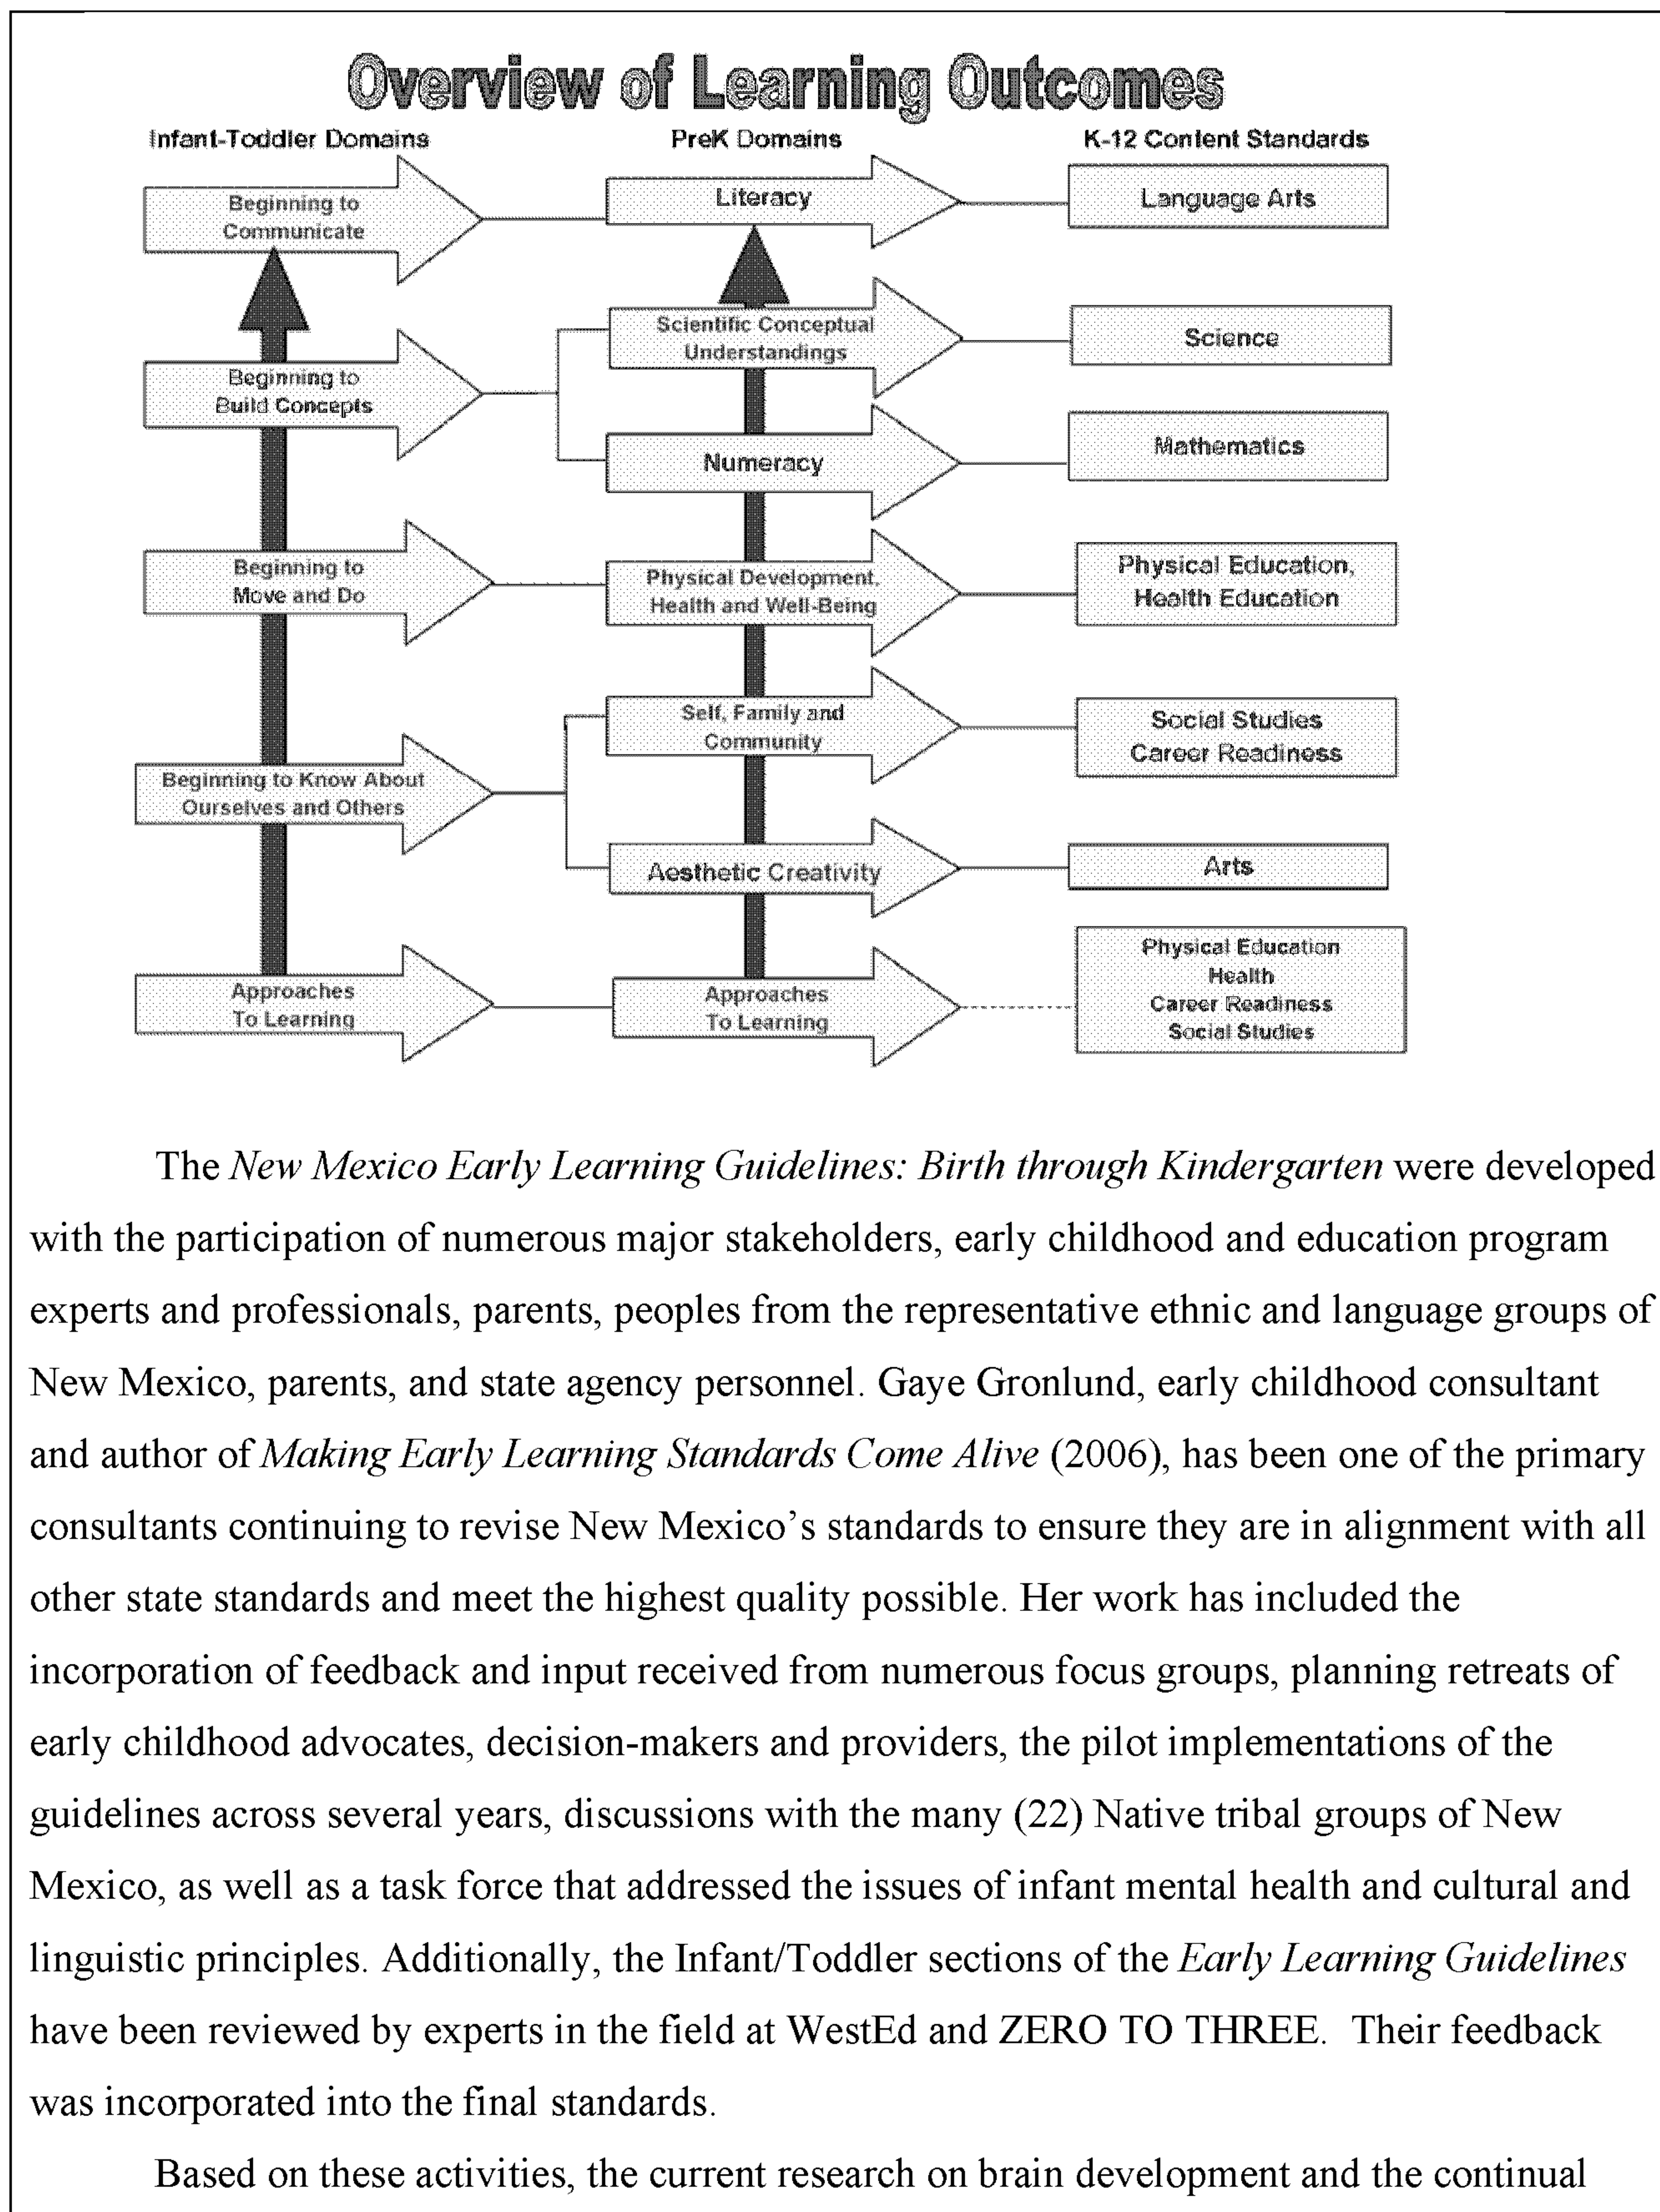 Overview of Learning Outcomes
Infant-Toddler Domains
PreK Domains
K-12 Content Standards
Beginning to
Communicate
Literacy
Language Arts
Beginning to
Build Concepts
Scientific Conceptual
Understandings
Science
Numeracy
Mathematics
Beginning to
Move and Do
Physical Development,
Health and Well-Being
Physical Education,
Health Education
Beginning to Know About
Ourselves and Others
Self, Family and
Community
Social Studies
Career Readiness
Aesthetic Creativity
Arts
Approaches
To Learning
Approaches
To Learning
Physical Education
Health
Career Readiness
Social Studies
The New Mexico Early Learning Guidelines: Birth through Kindergarten were developed
with the participation of numerous major stakeholders, early childhood and education program
experts and professionals, parents, peoples from the representative ethnic and language groups of
New Mexico, parents, and state agency personnel. Gaye Gronlund, early childhood consultant
and author of Making Early Learning Standards Come Alive (2006), has been one of the primary
consultants continuing to revise New Mexico’s standards to ensure they are in alignment with all
other state standards and meet the highest quality possible. Her work has included the
incorporation of feedback and input received from numerous focus groups, planning retreats of
early childhood advocates, decision-makers and providers, the pilot implementations of the
guidelines across several years, discussions with the many (22) Native tribal groups of New
Mexico, as well as a task force that addressed the issues of infant mental health and cultural and
linguistic principles. Additionally, the Infant/Toddler sections of the Early Learning Guidelines
have been reviewed by experts in the field at WestEd and ZERO TO THREE.  Their feedback
was incorporated into the final standards.
Based on these activities, the current research on brain development and the continual